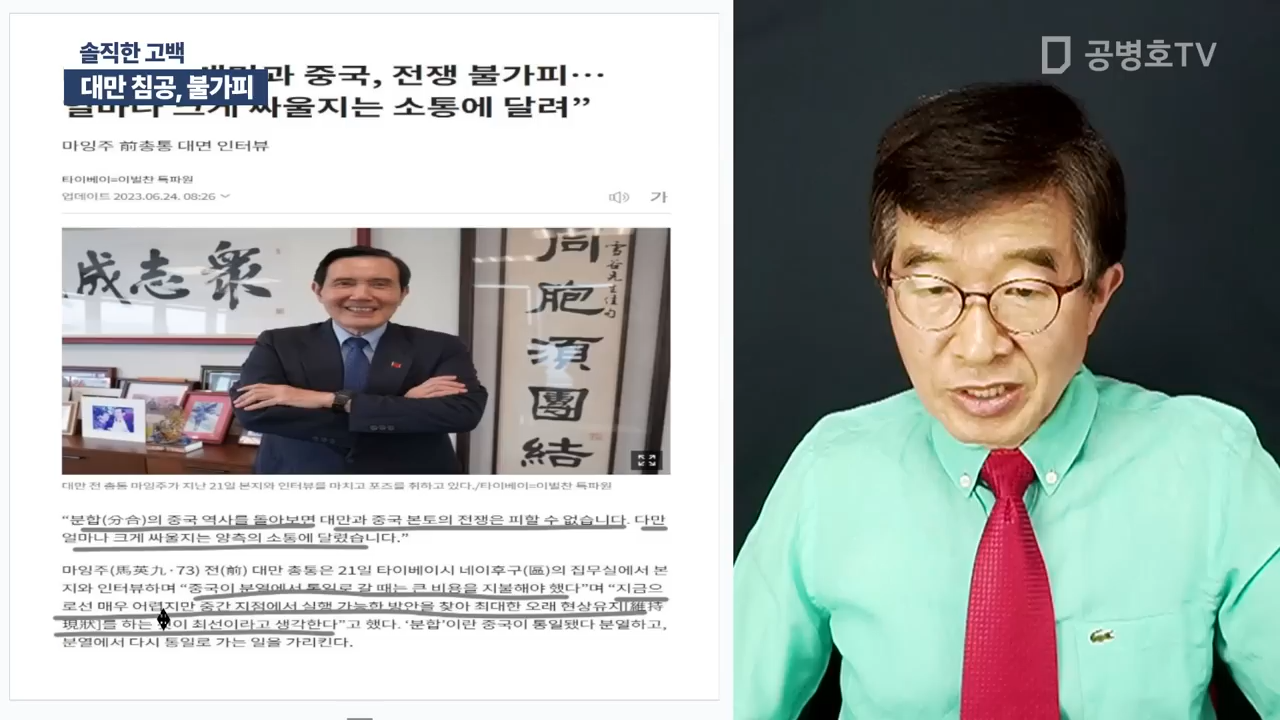 솔직한 고백
대만 침공, 불가피
과 중국, 전쟁 불가피…
싸울지는 소통에 달려”
마잉주 前총통 대면 인터뷰
타이베이=이벌찬 특파원
업데이트 2023.06.24. 08:26
가
成志衆
同胞須團結
대만 전 총통 마잉주가 지난 21일 본지와 인터뷰를 마치고 포즈를 취하고 있다./타이베이=이벌찬 특파원
“분합(分合)의 중국 역사를 돌아보면 대만과 중국 본토의 전쟁은 피할 수 없습니다. 다만
얼마나 크게 싸울지는 양측의 소통에 달렸습니다.”
마잉주(馬英九·73) 전(前) 대만 총통은 21일 타이베이시 네이후구(區)의 집무실에서 본
지와 인터뷰하며 “중국이 분열에서 통일로 갈 때는 큰 비용을 지불해야 했다”며 “지금으
로선 매우 어렵지만 중간 지점에서 실행 가능한 방안을 찾아 최대한 오래 현상유지[維持
現狀]를 하는 이 최선이라고 생각한다”고 했다. ‘분합’이란 중국이 통일됐다 분열하고,
분열에서 다시 통일로 가는 일을 가리킨다.
공병호TV